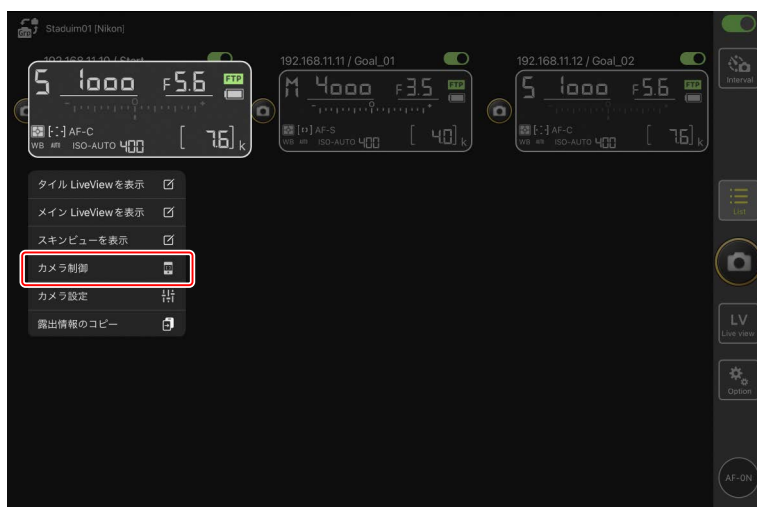 Staduim01 [Nikon]
Grp
192.168.11.10 / Start
192.168.11.11 / Goal_01
192.168.11.12 / Goal_02
Interval
S 1000 F5.6 FTP
AF-C
WB ISO-AUTO 400 [ 7.6] k
M 4000 F3.5 FTP
AF-S
WB ISO-AUTO 400 [ 4.0] k
S 1000 F5.6 FTP
AF-C
WB ISO-AUTO 400 [ 7.6] k
タイル LiveViewを表示
メイン LiveViewを表示
スキンビューを表示
カメラ制御
カメラ設定
露出情報のコピー
List
LV
Live view
Option
AF-ON